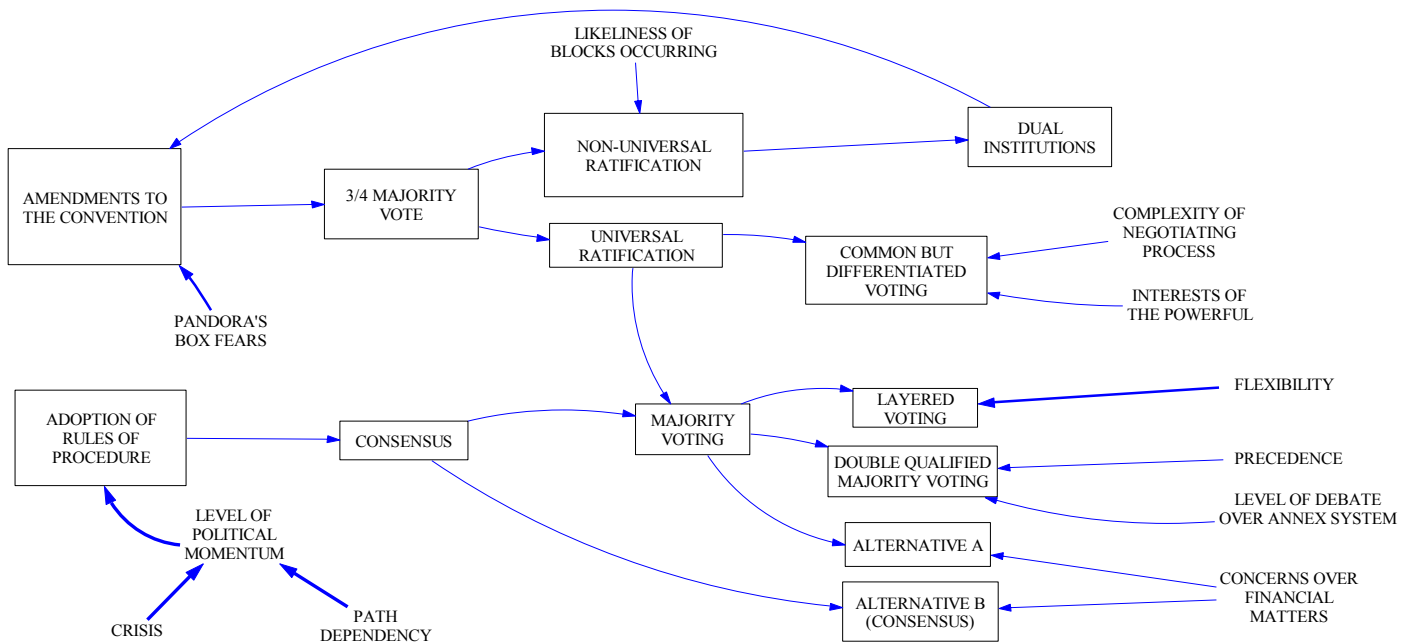 LIKELINESS OF
BLOCKS OCCURRING
NON-UNIVERSAL
RATIFICATION
DUAL
INSTITUTIONS
AMENDMENTS TO
THE CONVENTION
3/4 MAJORITY
VOTE
UNIVERSAL
RATIFICATION
COMMON BUT
DIFFERENTIATED
VOTING
COMPLEXITY OF
NEGOTIATING
PROCESS
INTERESTS OF
THE POWERFUL
PANDORA'S
BOX FEARS
ADOPTION OF
RULES OF
PROCEDURE
CONSENSUS
MAJORITY
VOTING
LAYERED
VOTING
FLEXIBILITY
DOUBLE QUALIFIED
MAJORITY VOTING
PRECEDENCE
LEVEL OF DEBATE
OVER ANNEX SYSTEM
LEVEL OF
POLITICAL
MOMENTUM
ALTERNATIVE A
ALTERNATIVE B
(CONSENSUS)
CONCERNS OVER
FINANCIAL
MATTERS
CRISIS
PATH
DEPENDENCY